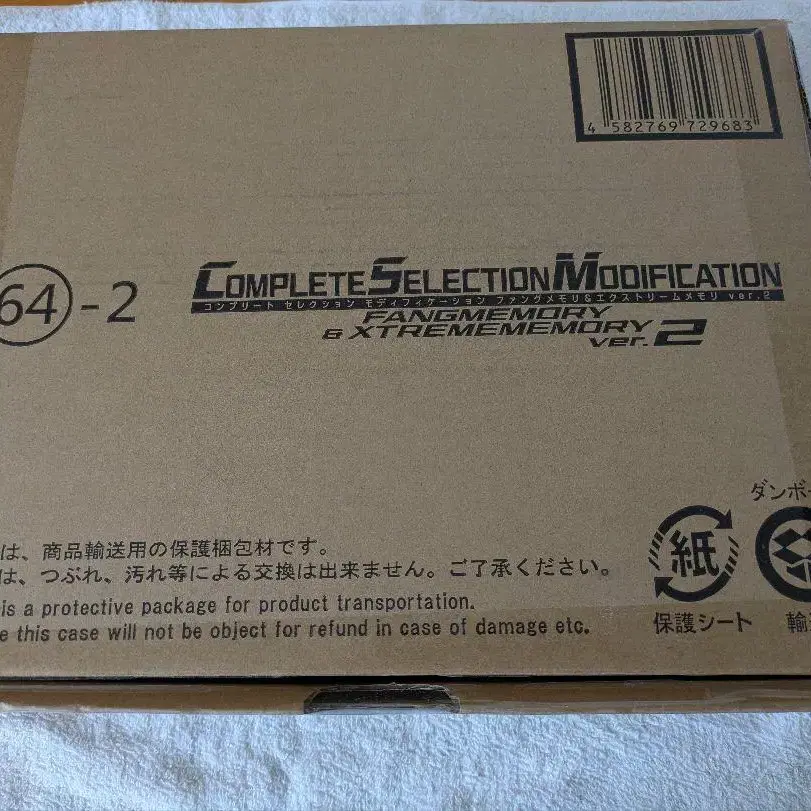 4 582769 729683
64-2
COMPLETE SELECTION MODIFICATION
コンプリート セレクション モディフィケーション ファングメモリ&エクストリームメモリ ver.2
FANGMEMORY
& XTREMEMEMORY
ver.2
ダンボー
は、商品輸送用の保護梱包材です。
は、つぶれ、汚れ等による交換は出来ません。ご了承ください。
is a protective package for product transportation.
e this case will not be object for refund in case of damage etc.
紙
保護シート
輸